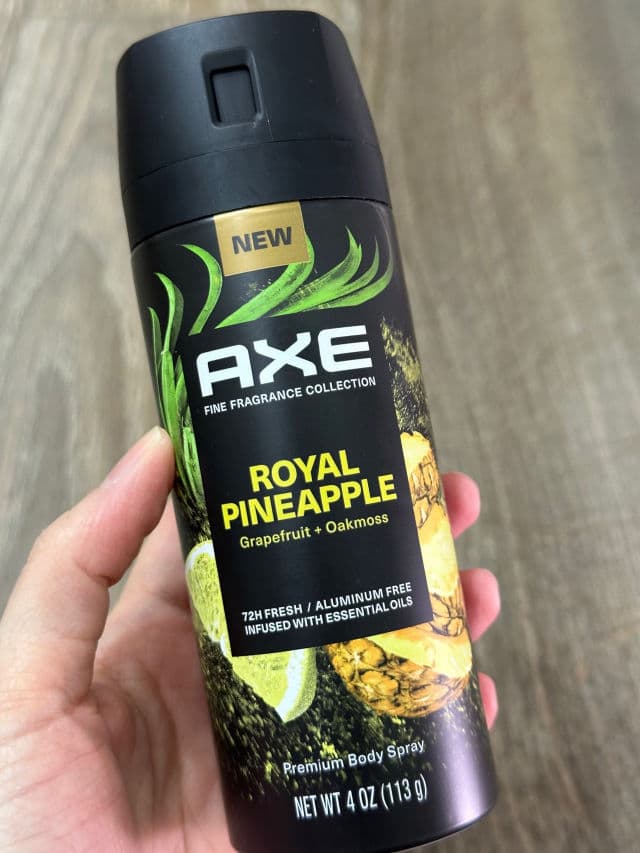 NEW
AXE
FINE FRAGRANCE COLLECTION
ROYAL
PINEAPPLE
Grapefruit + Oakmoss
72H FRESH / ALUMINUM FREE
INFUSED WITH ESSENTIAL OILS
Premium Body Spray
NET WT 4 OZ (113 g)